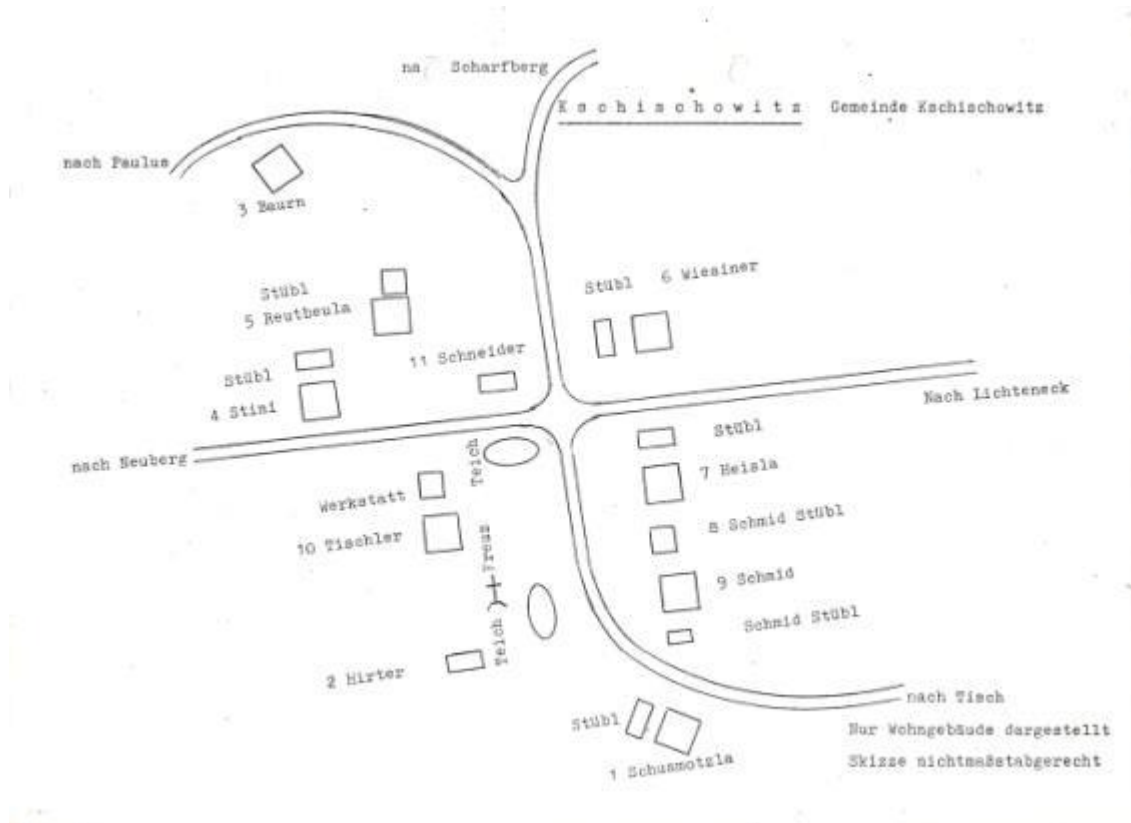 na Scharfberg
Kschischowitz Gemeinde Kschischowitz
nach Paulus
3 Baurn
Stübl
5 Reutbeula
Stübl 6 Wiesiner
11 Schneider
Stübl
4 Stini
Nach Lichteneck
nach Neuberg
Teich
Stübl
7 Heisla
Werkstatt
10 Tischler
8 Schmid Stübl
Kreuz
9 Schmid
Schmid Stübl
Teich
2 Hirter
nach Tisch
Stübl
1 Schusmotzla
Nur Wohngebäude dargestellt
Skizze nichtmaßstabgerecht